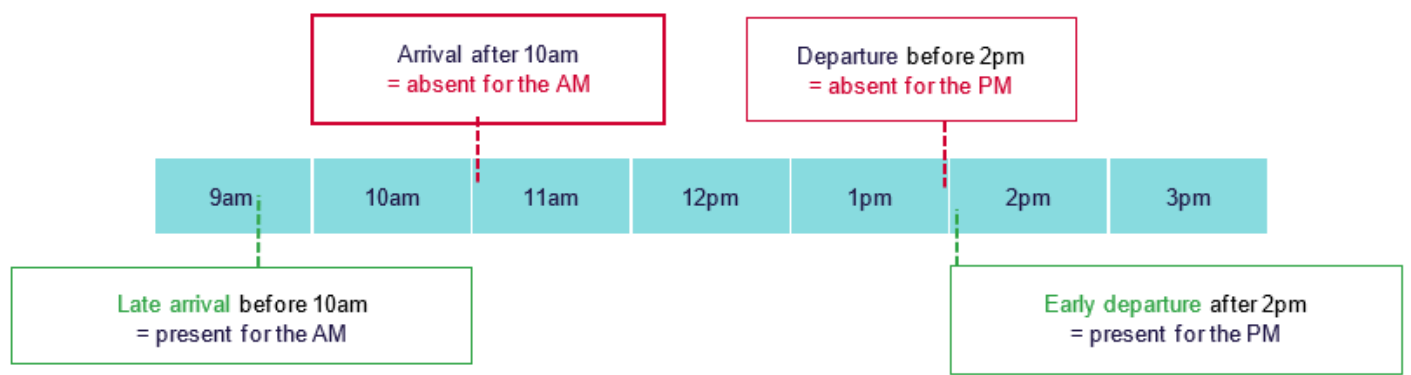 Arrival after 10am
= absent for the AM
Departure before 2pm
= absent for the PM
9am
10am
11am
12pm
1pm
2pm
3pm
Late arrival before 10am
= present for the AM
Early departure after 2pm
= present for the PM